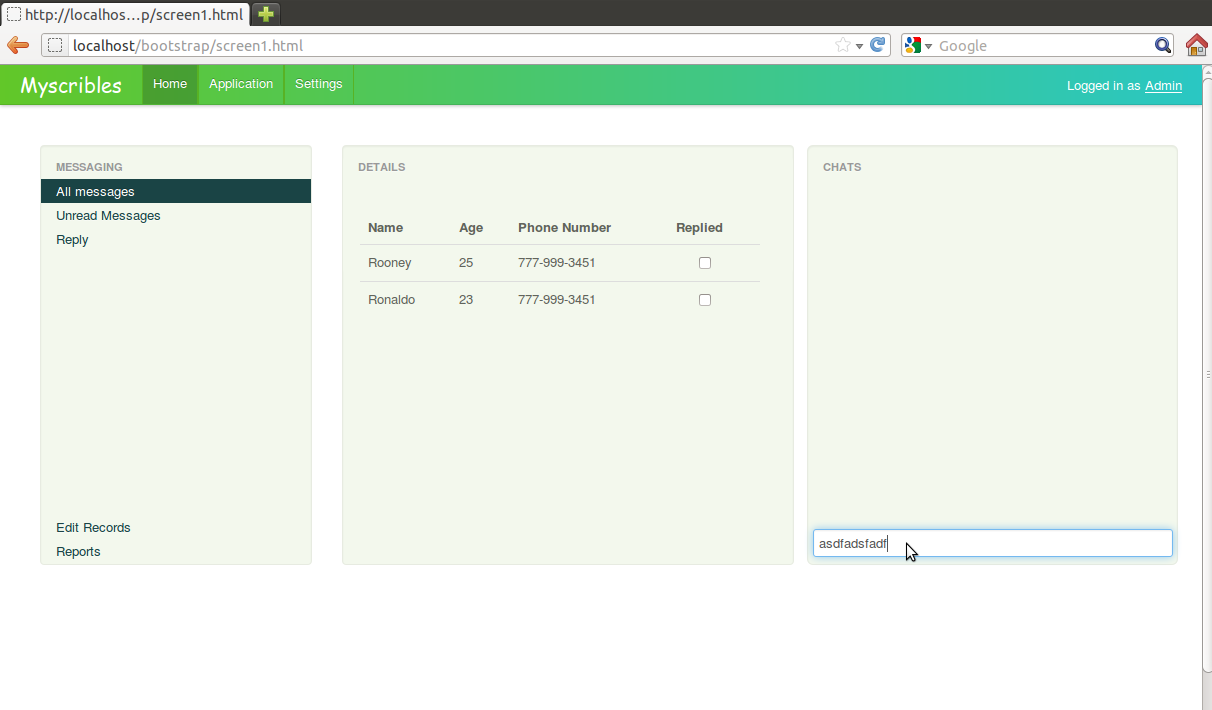 http://localhos...p/screen1.html
localhost/bootstrap/screen1.html
Google
Myscribles Home Application Settings Logged in as Admin
MESSAGING
All messages
Unread Messages
Reply
Edit Records
Reports
DETAILS
Name Age Phone Number Replied
Rooney 25 777-999-3451
Ronaldo 23 777-999-3451
CHATS
asdfadsfadf